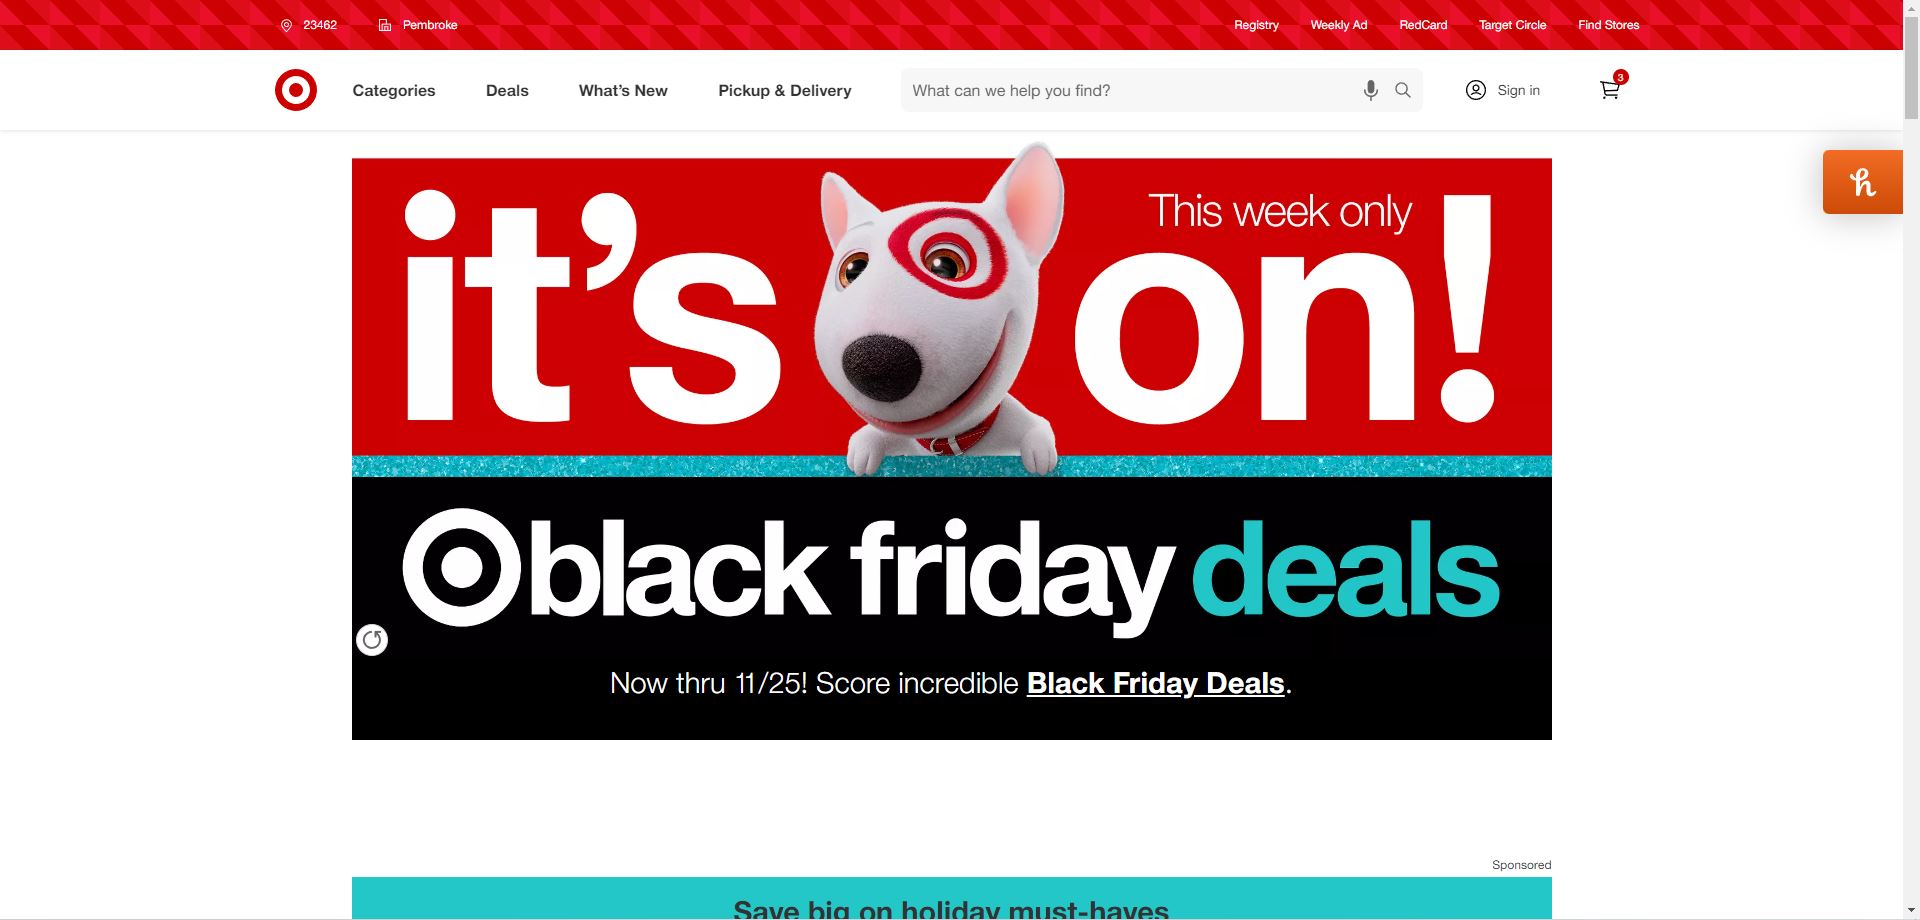 23462 Pembroke Registry Weekly Ad RedCard Target Circle Find Stores
Categories Deals What's New Pickup & Delivery What can we help you find? Sign in 3
This week only
it's on!
black friday deals
Now thru 11/25! Score incredible Black Friday Deals.
Sponsored
Save big on holiday must-haves